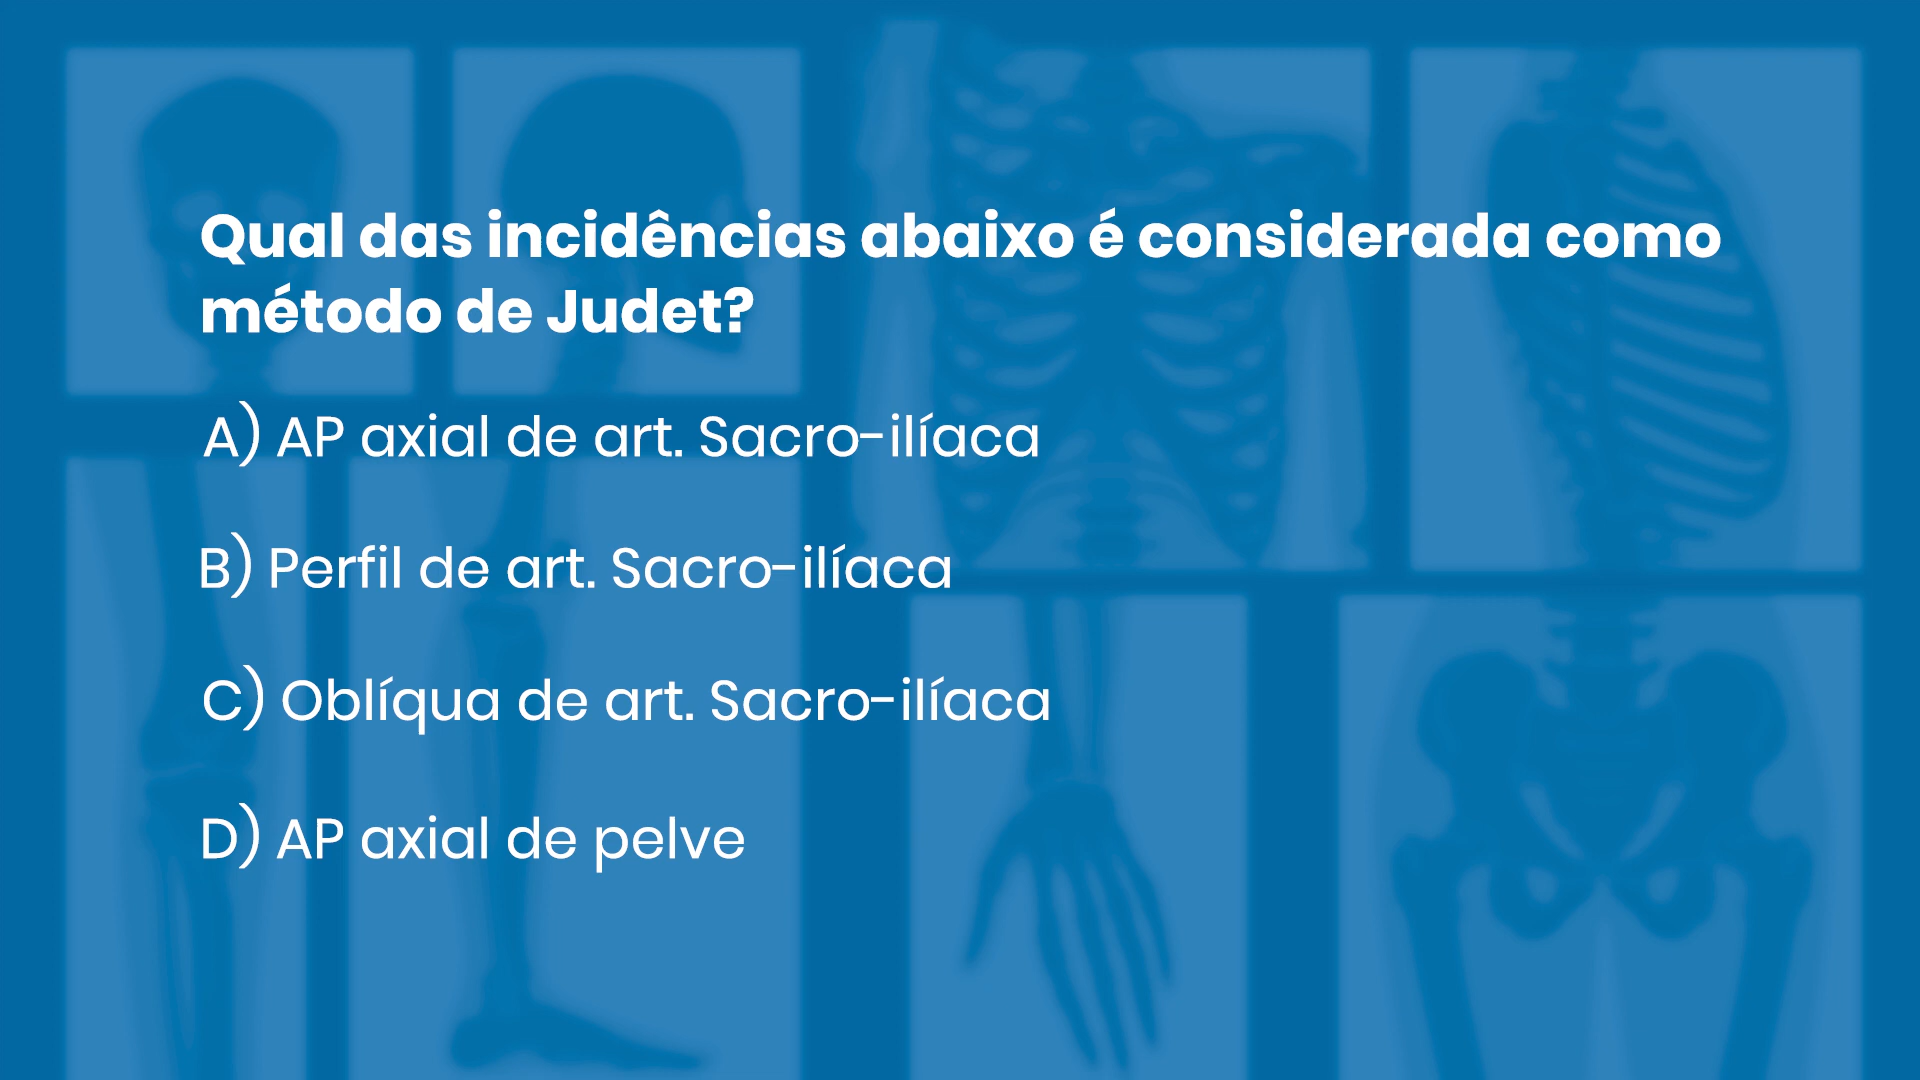 Qual das incidências abaixo é considerada como
método de Judet?
A) AP axial de art. Sacro-ilíaca
B) Perfil de art. Sacro-ilíaca
C) Oblíqua de art. Sacro-ilíaca
D) AP axial de pelve